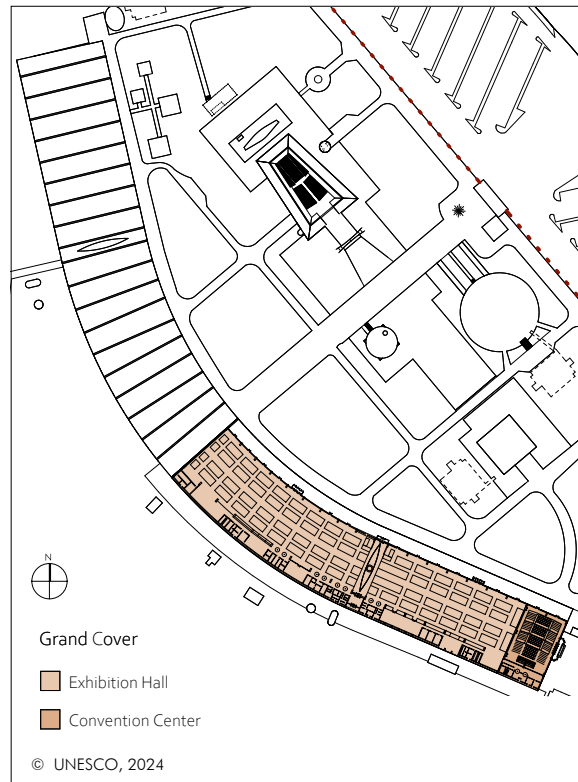 N
Grand Cover
Exhibition Hall
Convention Center
© UNESCO, 2024